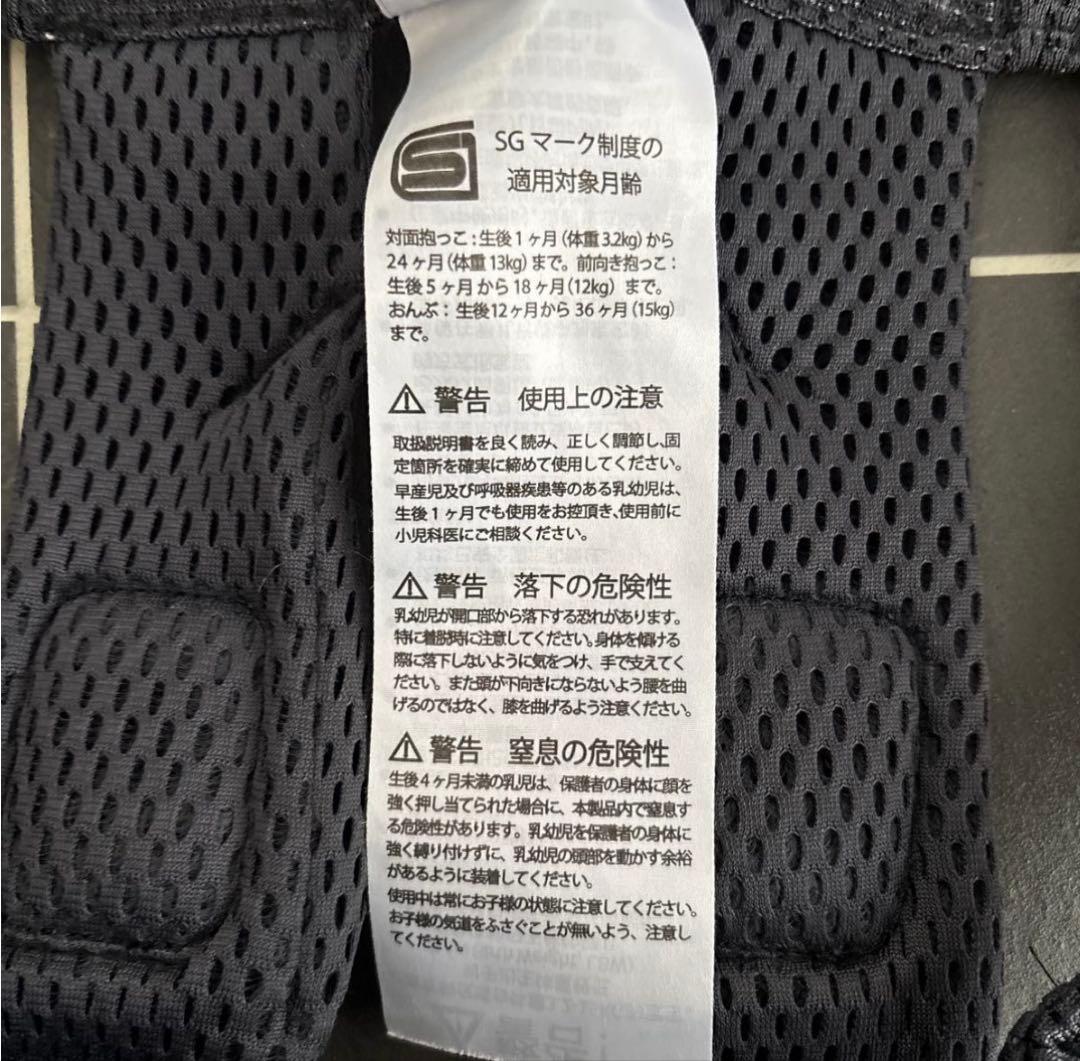 SG マーク制度の
適用対象月齢
対面抱っこ：生後１ヶ月（体重 3.2kg）から
24ヶ月（体重 13kg）まで。前向き抱っこ：
生後５ヶ月から 18ヶ月（12kg）まで。
おんぶ：生後12ヶ月から 36ヶ月（15kg）
まで。
⚠ 警告 使用上の注意
取扱説明書を良く読み、正しく調節し、固
定箇所を確実に締めて使用してください。
早産児及び呼吸器疾患等のある乳幼児は、
生後１ヶ月でも使用をお控頂き、使用前に
小児科医にご相談ください。
⚠ 警告 落下の危険性
乳幼児が開口部から落下する恐れがあります。
特に着脱時に注意してください。身体を傾ける
際に落下しないように気をつけ、手で支えてく
ださい。また頭が下向きにならないよう腰を曲
げるのではなく、膝を曲げるよう注意ください。
⚠ 警告 窒息の危険性
生後４ヶ月未満の乳児は、保護者の身体に顔を
強く押し当てられた場合に、本製品内で窒息す
る危険性があります。乳幼児を保護者の身体に
強く縛り付けずに、乳幼児の頭部を動かす余裕
があるように装着してください。
使用中は常にお子様の状態に注意してください。
お子様の気道をふさぐことが無いよう、注意し
てください。